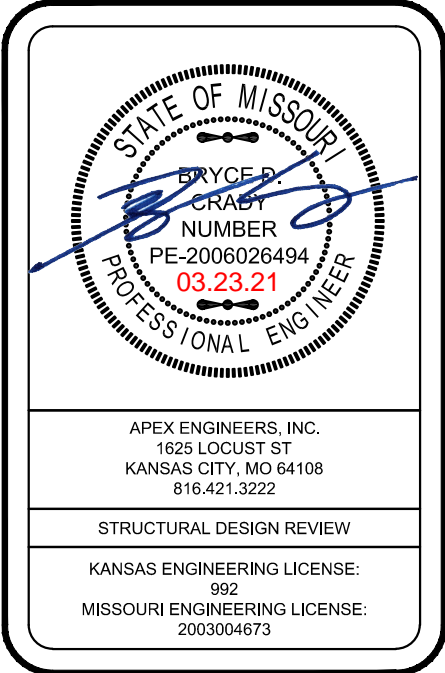 STATE OF MISSOURI
BRYCE D.
CRADY
NUMBER
PE-2006026494
03.23.21
PROFESSIONAL ENGINEER
APEX ENGINEERS, INC.
1625 LOCUST ST
KANSAS CITY, MO 64108
816.421.3222
STRUCTURAL DESIGN REVIEW
KANSAS ENGINEERING LICENSE:
992
MISSOURI ENGINEERING LICENSE:
2003004673